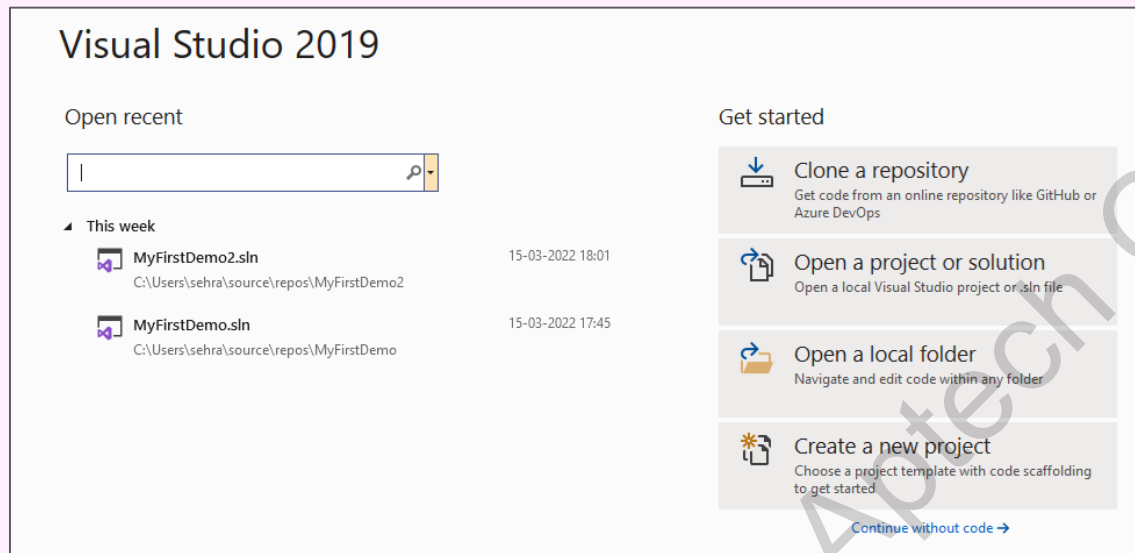 Visual Studio 2019
Open recent
This week
MyFirstDemo2.sln
15-03-2022 18:01
C:\Users\sehra\source\repos\MyFirstDemo2
MyFirstDemo.sln
15-03-2022 17:45
C:\Users\sehra\source\repos\MyFirstDemo
Get started
Clone a repository
Get code from an online repository like GitHub or
Azure DevOps
Open a project or solution
Open a local Visual Studio project or .sln file
Open a local folder
Navigate and edit code within any folder
Create a new project
Choose a project template with code scaffolding
to get started
Continue without code →
Aptech